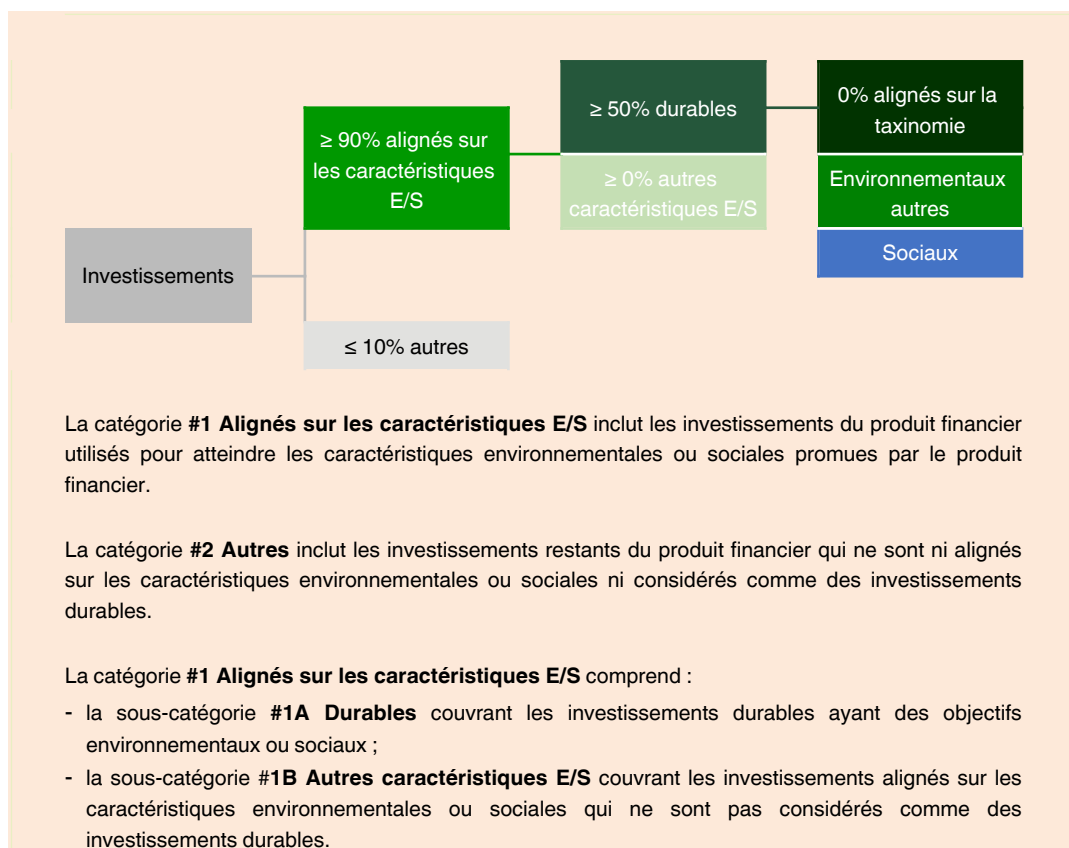 ≥ 50% durables
0% alignés sur la
taxinomie
≥ 90% alignés sur
les caractéristiques
E/S
≥ 0% autres
caractéristiques E/S
Environnementaux
autres
Sociaux
Investissements
≤ 10% autres
La catégorie #1 Alignés sur les caractéristiques E/S inclut les investissements du produit financier
utilisés pour atteindre les caractéristiques environnementales ou sociales promues par le produit
financier.
La catégorie #2 Autres inclut les investissements restants du produit financier qui ne sont ni alignés
sur les caractéristiques environnementales ou sociales ni considérés comme des investissements
durables.
La catégorie #1 Alignés sur les caractéristiques E/S comprend :
- la sous-catégorie #1A Durables couvrant les investissements durables ayant des objectifs
environnementaux ou sociaux ;
- la sous-catégorie #1B Autres caractéristiques E/S couvrant les investissements alignés sur les
caractéristiques environnementales ou sociales qui ne sont pas considérés comme des
investissements durables.